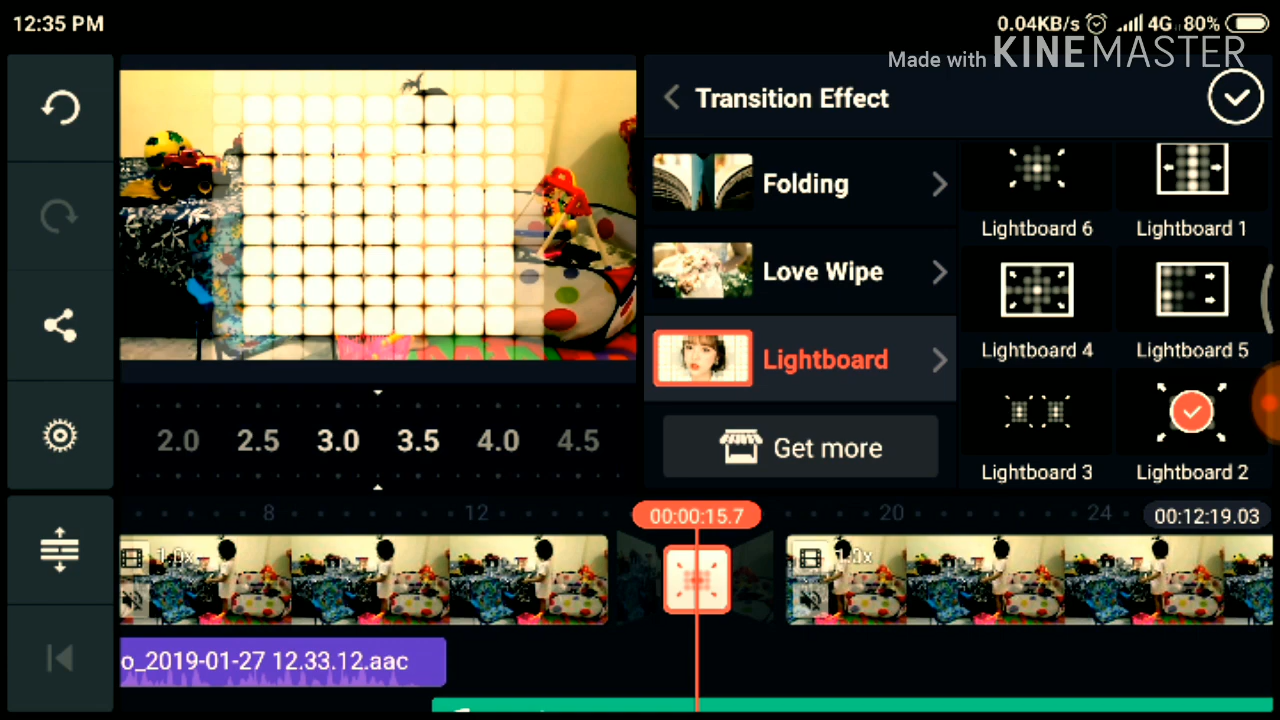 12:35 PM
0.04KB/s 4G 80%
Made with KINEMASTER
Transition Effect
Folding
Love Wipe
Lightboard
Get more
Lightboard 6
Lightboard 1
Lightboard 4
Lightboard 5
Lightboard 3
Lightboard 2
2.0 2.5 3.0 3.5 4.0 4.5
8 12 00:00:15.7 20 24 00:12:19.03
1.0x 1.0x
o_2019-01-27 12.33.12.aac